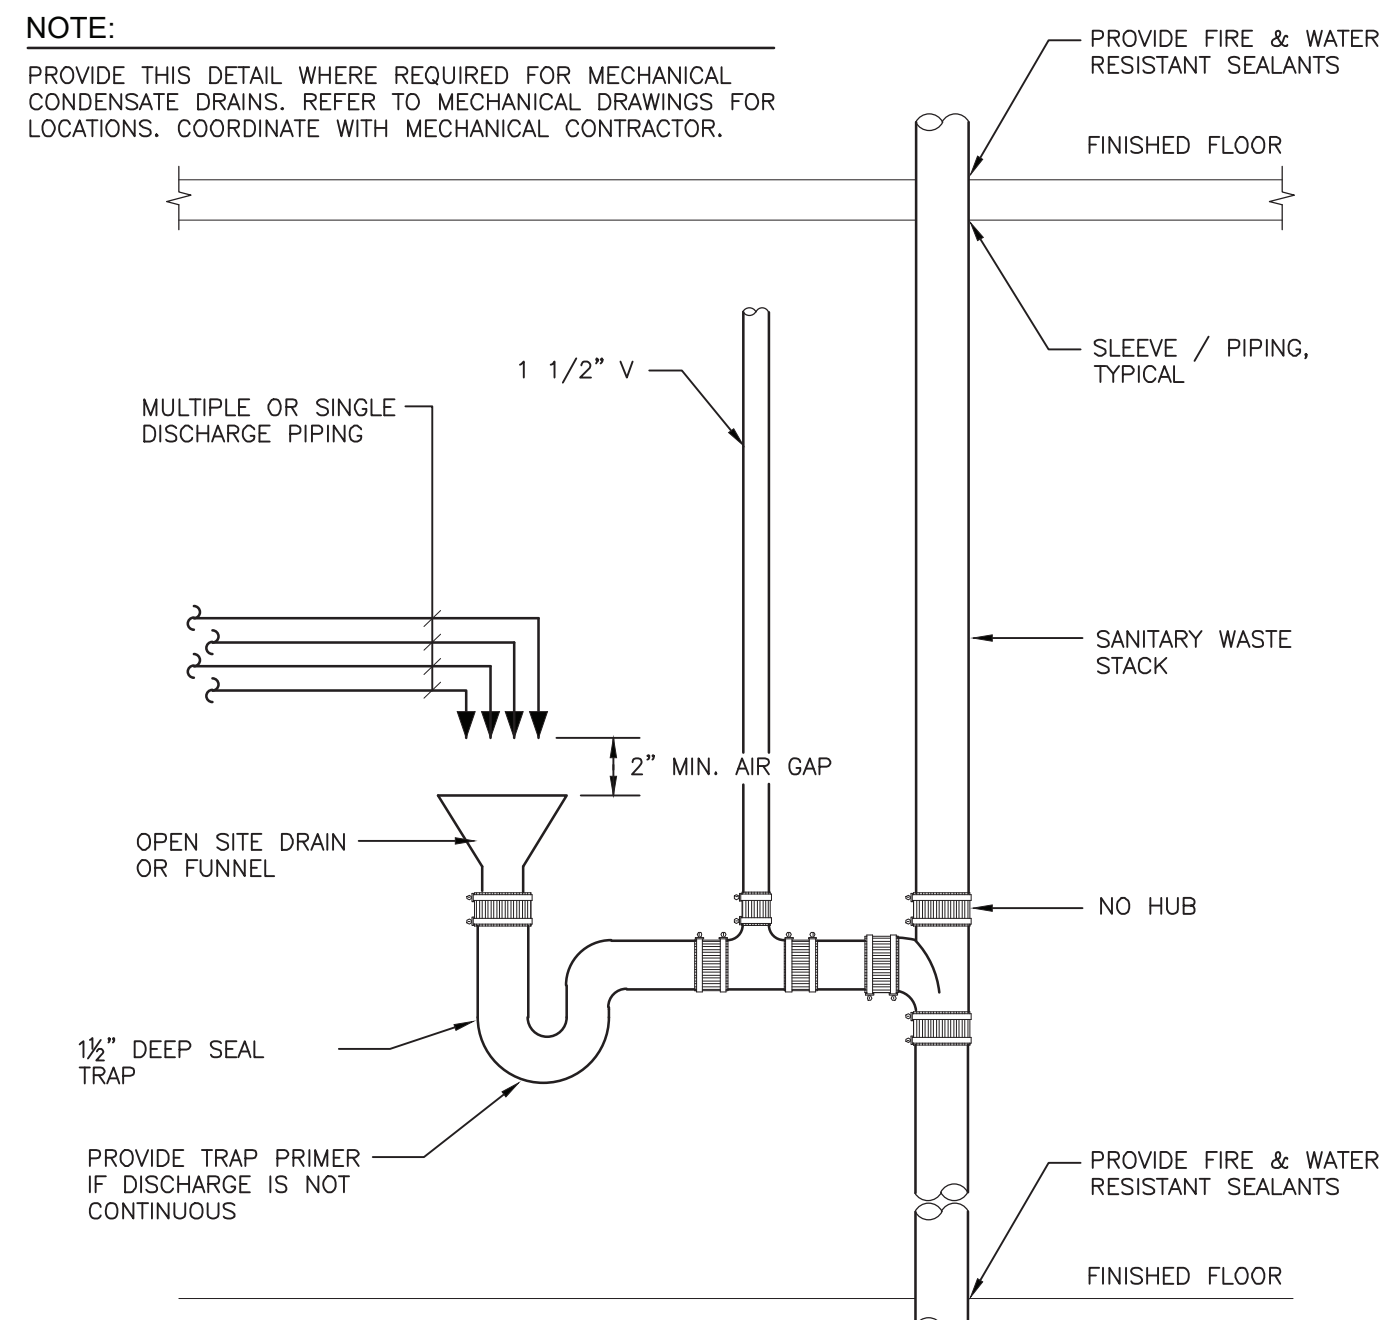 NOTE:
PROVIDE THIS DETAIL WHERE REQUIRED FOR MECHANICAL
CONDENSATE DRAINS. REFER TO MECHANICAL DRAWINGS FOR
LOCATIONS. COORDINATE WITH MECHANICAL CONTRACTOR.
PROVIDE FIRE & WATER
RESISTANT SEALANTS
FINISHED FLOOR
SLEEVE / PIPING,
TYPICAL
1 1/2" V
MULTIPLE OR SINGLE
DISCHARGE PIPING
SANITARY WASTE
STACK
2" MIN. AIR GAP
OPEN SITE DRAIN
OR FUNNEL
NO HUB
1½" DEEP SEAL
TRAP
PROVIDE TRAP PRIMER
IF DISCHARGE IS NOT
CONTINUOUS
PROVIDE FIRE & WATER
RESISTANT SEALANTS
FINISHED FLOOR